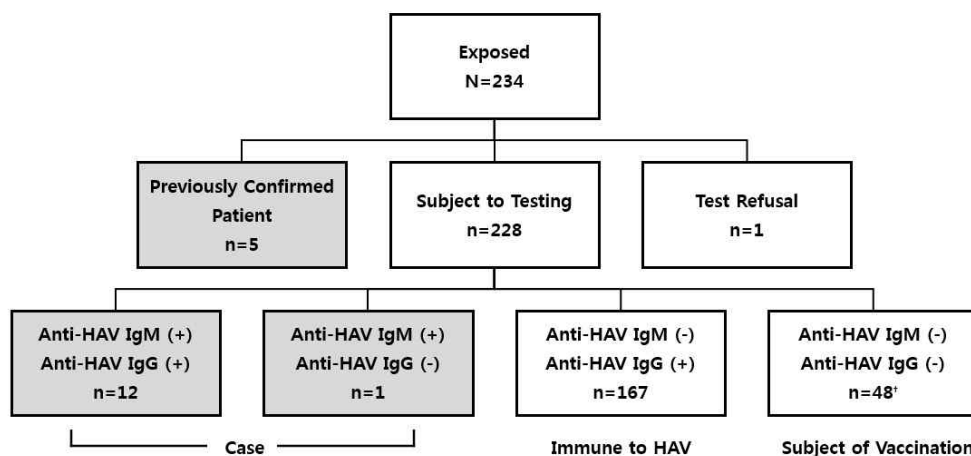 Exposed
N=234
Previously Confirmed
Patient
n=5
Subject to Testing
n=228
Test Refusal
n=1
Anti-HAV IgM (+)
Anti-HAV IgG (+)
n=12
Anti-HAV IgM (+)
Anti-HAV IgG (-)
n=1
Anti-HAV IgM (-)
Anti-HAV IgG (+)
n=167
Anti-HAV IgM (-)
Anti-HAV IgG (-)
n=48†
Case
Immune to HAV
Subject of Vaccination